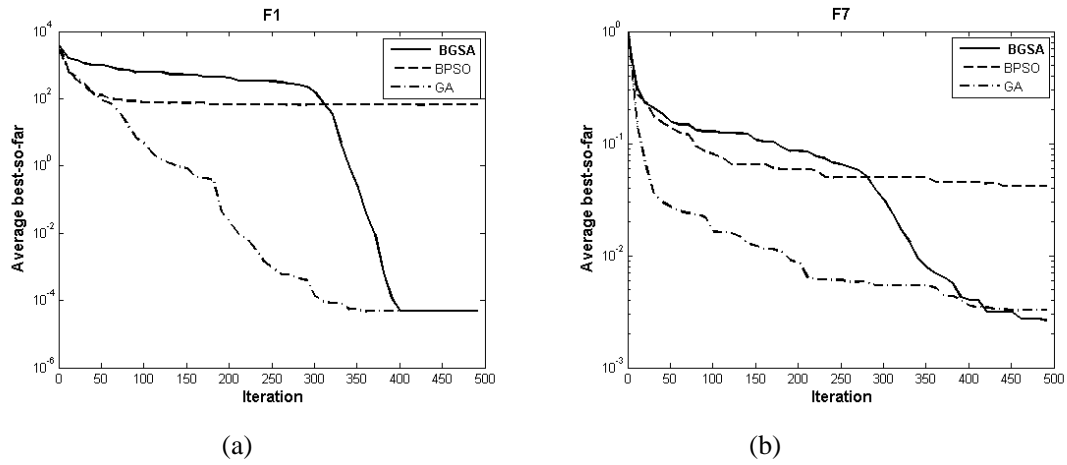 F1
Average best-so-far
10^4
10^2
10^0
10^-2
10^-4
10^-6
BGSA
BPSO
GA
0 50 100 150 200 250 300 350 400 450 500
Iteration
(a)
F7
Average best-so-far
10^0
10^-1
10^-2
10^-3
BGSA
BPSO
GA
0 50 100 150 200 250 300 350 400 450 500
Iteration
(b)